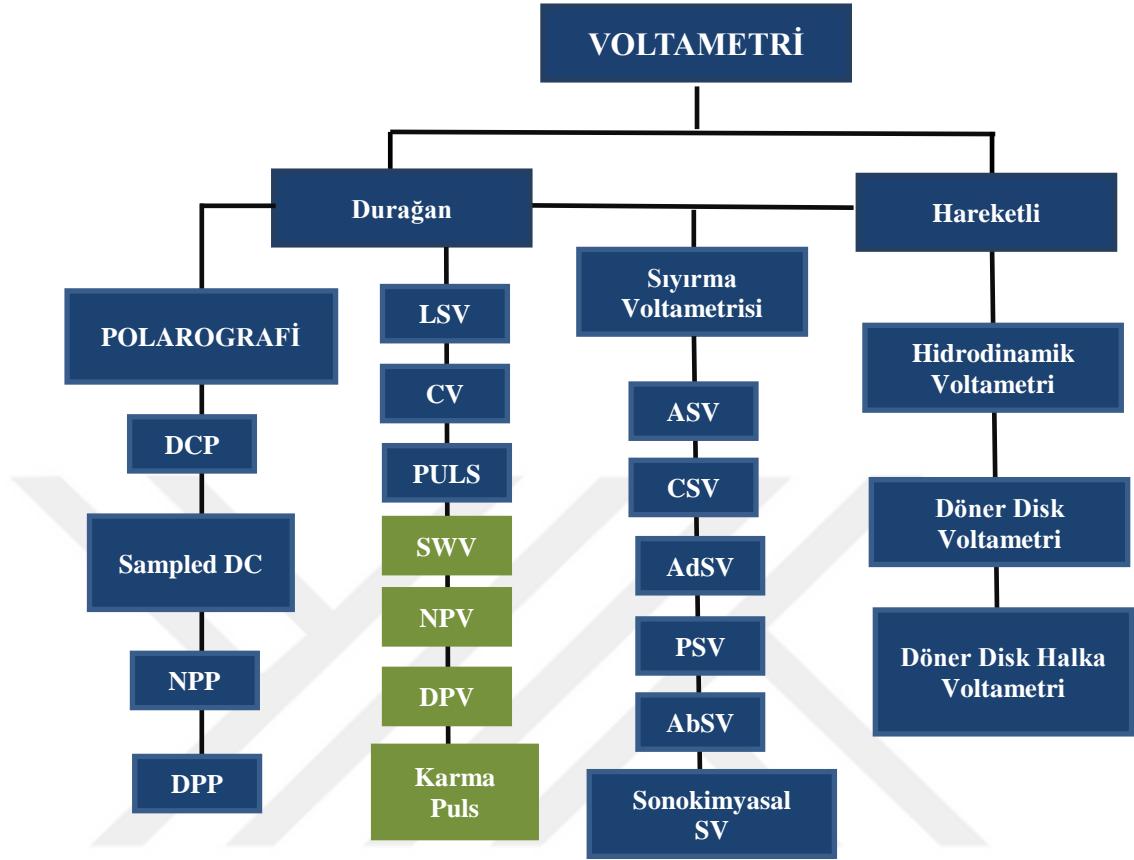 VOLTAMETRİ
Durağan
Hareketli
POLAROGRAFİ
DCP
Sampled DC
NPP
DPP
LSV
CV
PULS
SWV
NPV
DPV
Karma
Puls
Sıyırma
Voltametrisi
ASV
CSV
AdSV
PSV
AbSV
Sonokimyasal
SV
Hidrodinamik
Voltametri
Döner Disk
Voltametri
Döner Disk Halka
Voltametri